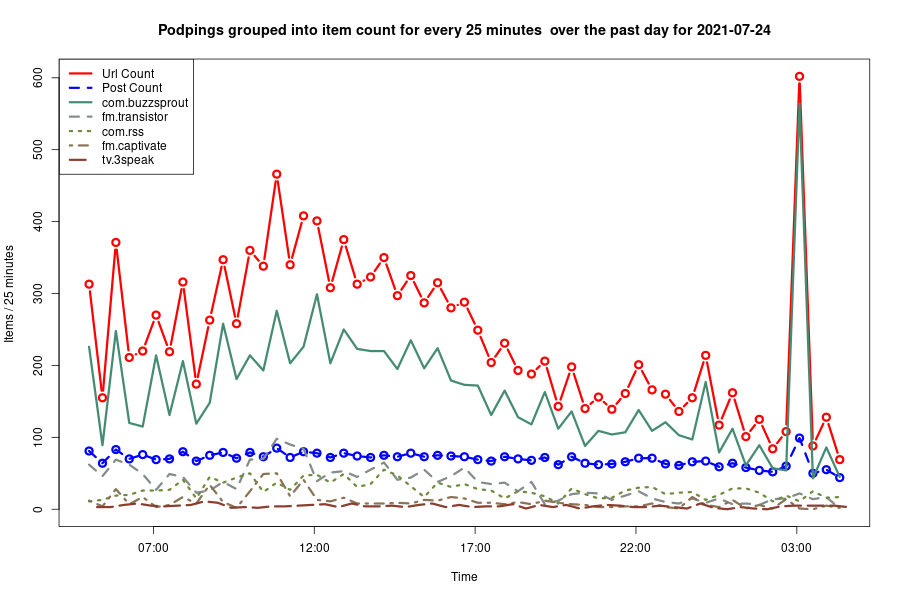 Podpings grouped into item count for every 25 minutes  over the past day for 2021-07-24
Url Count
Post Count
com.buzzsprout
fm.transistor
com.rss
fm.captivate
tv.3speak
600
500
400
300
200
100
0
Items / 25 minutes
07:00 12:00 17:00 22:00 03:00
Time